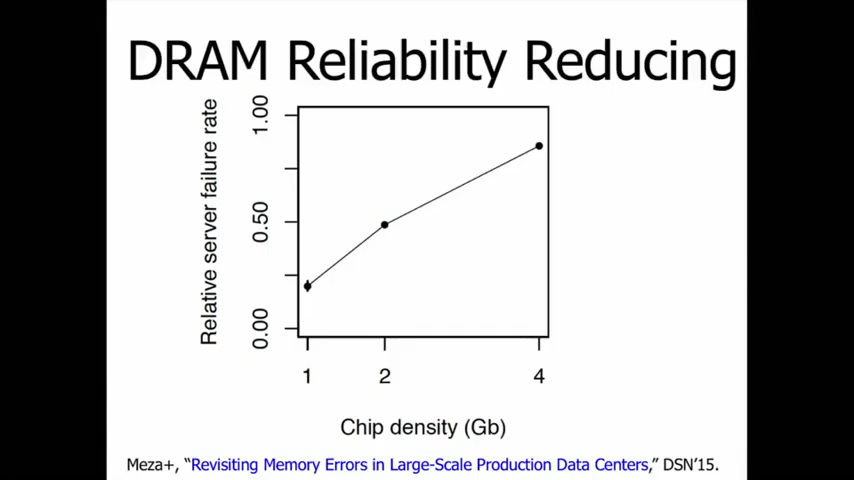 DRAM Reliability Reducing
Relative server failure rate
1.00
0.50
0.00
1 2 4
Chip density (Gb)
Meza+, “Revisiting Memory Errors in Large-Scale Production Data Centers,” DSN’15.